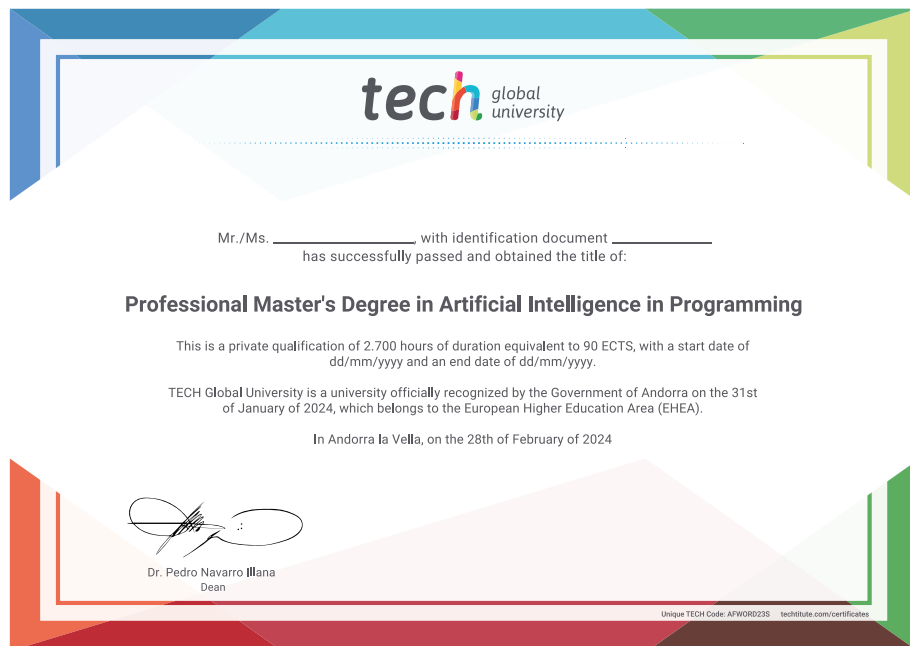 tech global
university
Mr./Ms. ____________________, with identification document ______________
has successfully passed and obtained the title of:
Professional Master's Degree in Artificial Intelligence in Programming
This is a private qualification of 2.700 hours of duration equivalent to 90 ECTS, with a start date of
dd/mm/yyyy and an end date of dd/mm/yyyy.
TECH Global University is a university officially recognized by the Government of Andorra on the 31st
of January of 2024, which belongs to the European Higher Education Area (EHEA).
In Andorra la Vella, on the 28th of February of 2024
Dr. Pedro Navarro Illana
Dean
Unique TECH Code: AFWORD23S techtitute.com/certificates